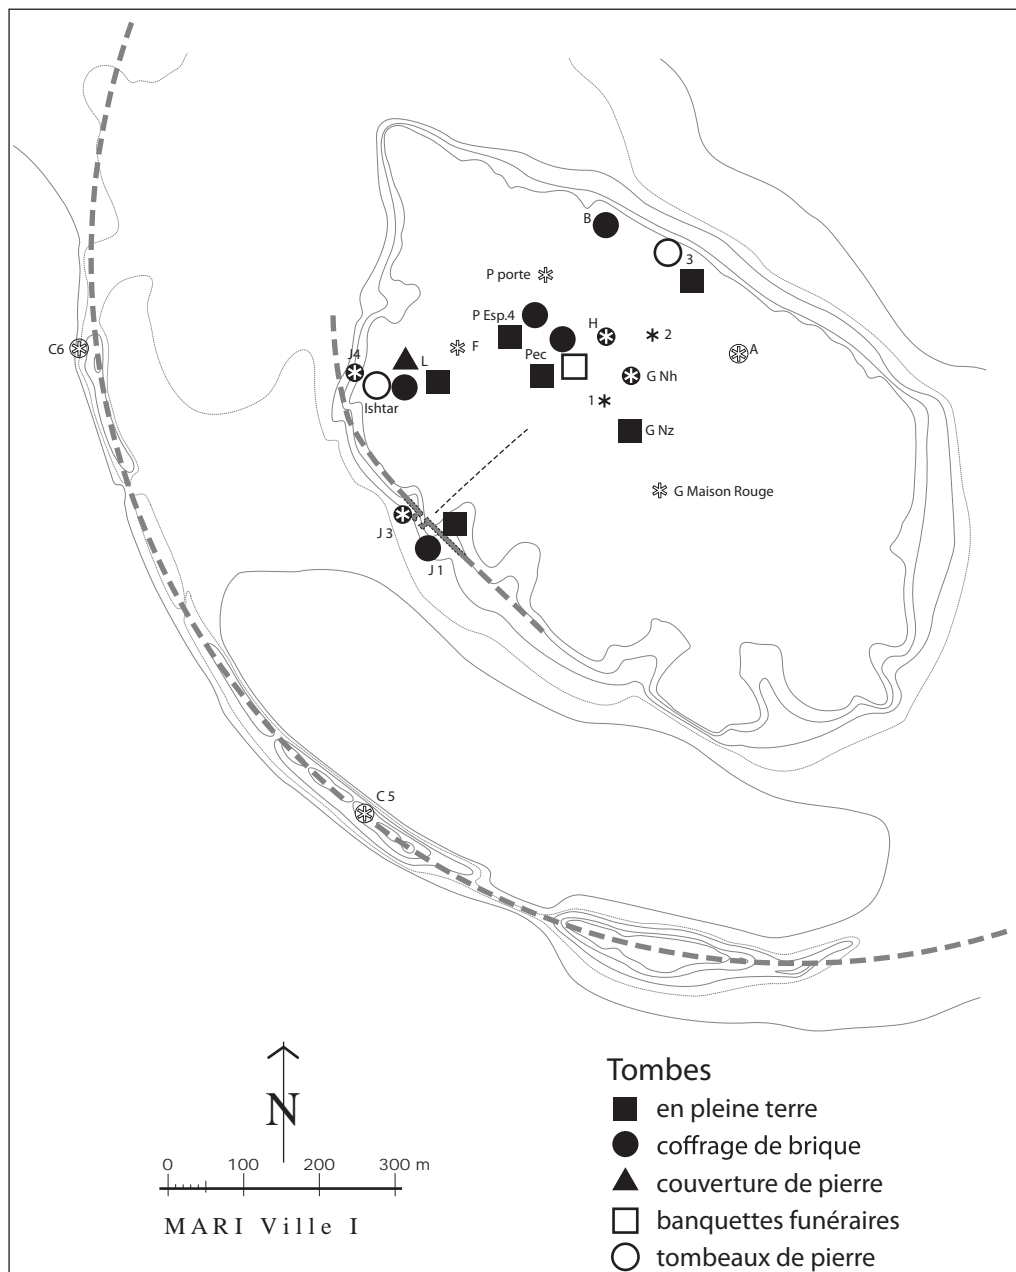 B
3
P porte
P Esp.4
H
2
C6
J4
L
F
Pec
A
G Nh
Ishtar
1
G Nz
G Maison Rouge
J 3
J 1
C 5
N
0 100 200 300 m
MARI Ville I
Tombes
en pleine terre
coffrage de brique
couverture de pierre
banquettes funéraires
tombeaux de pierre